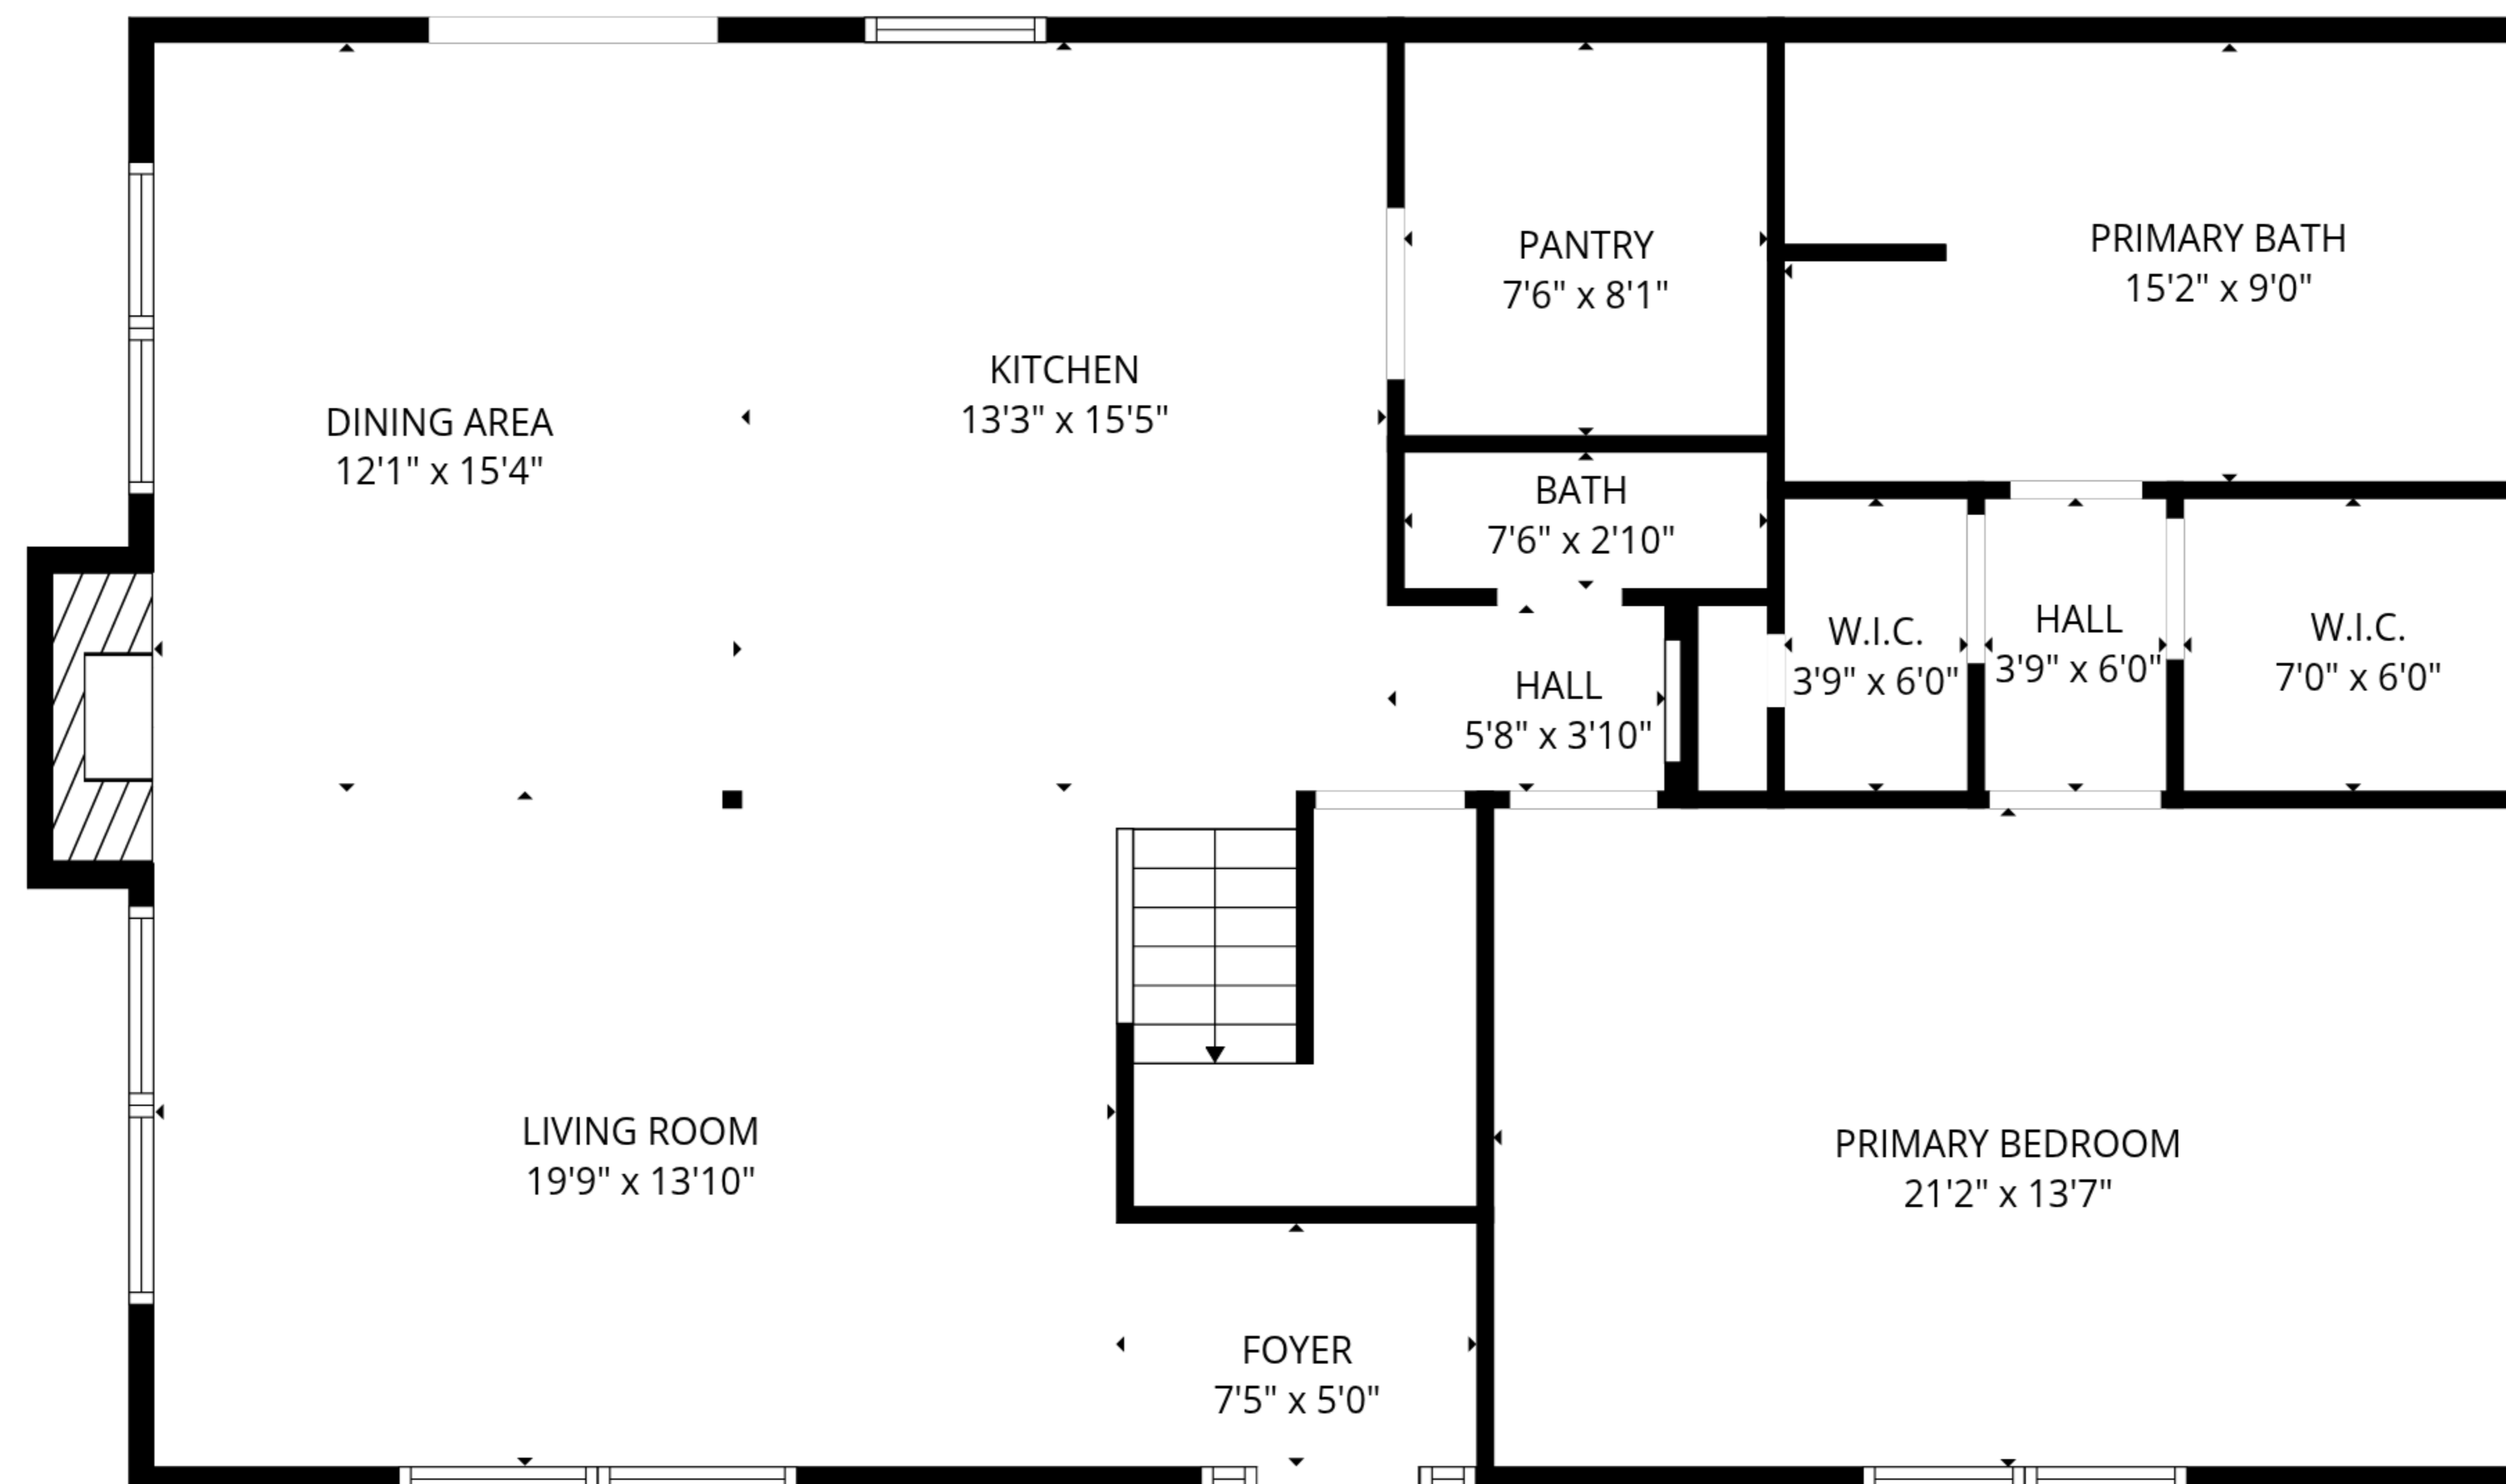 PRIMARY BATH
15'2" x 9'0"
PANTRY
7'6" x 8'1"
KITCHEN
13'3" x 15'5"
DINING AREA
12'1" x 15'4"
BATH
7'6" x 2'10"
W.I.C.
3'9" x 6'0"
HALL
3'9" x 6'0"
W.I.C.
7'0" x 6'0"
HALL
5'8" x 3'10"
LIVING ROOM
19'9" x 13'10"
PRIMARY BEDROOM
21'2" x 13'7"
FOYER
7'5" x 5'0"